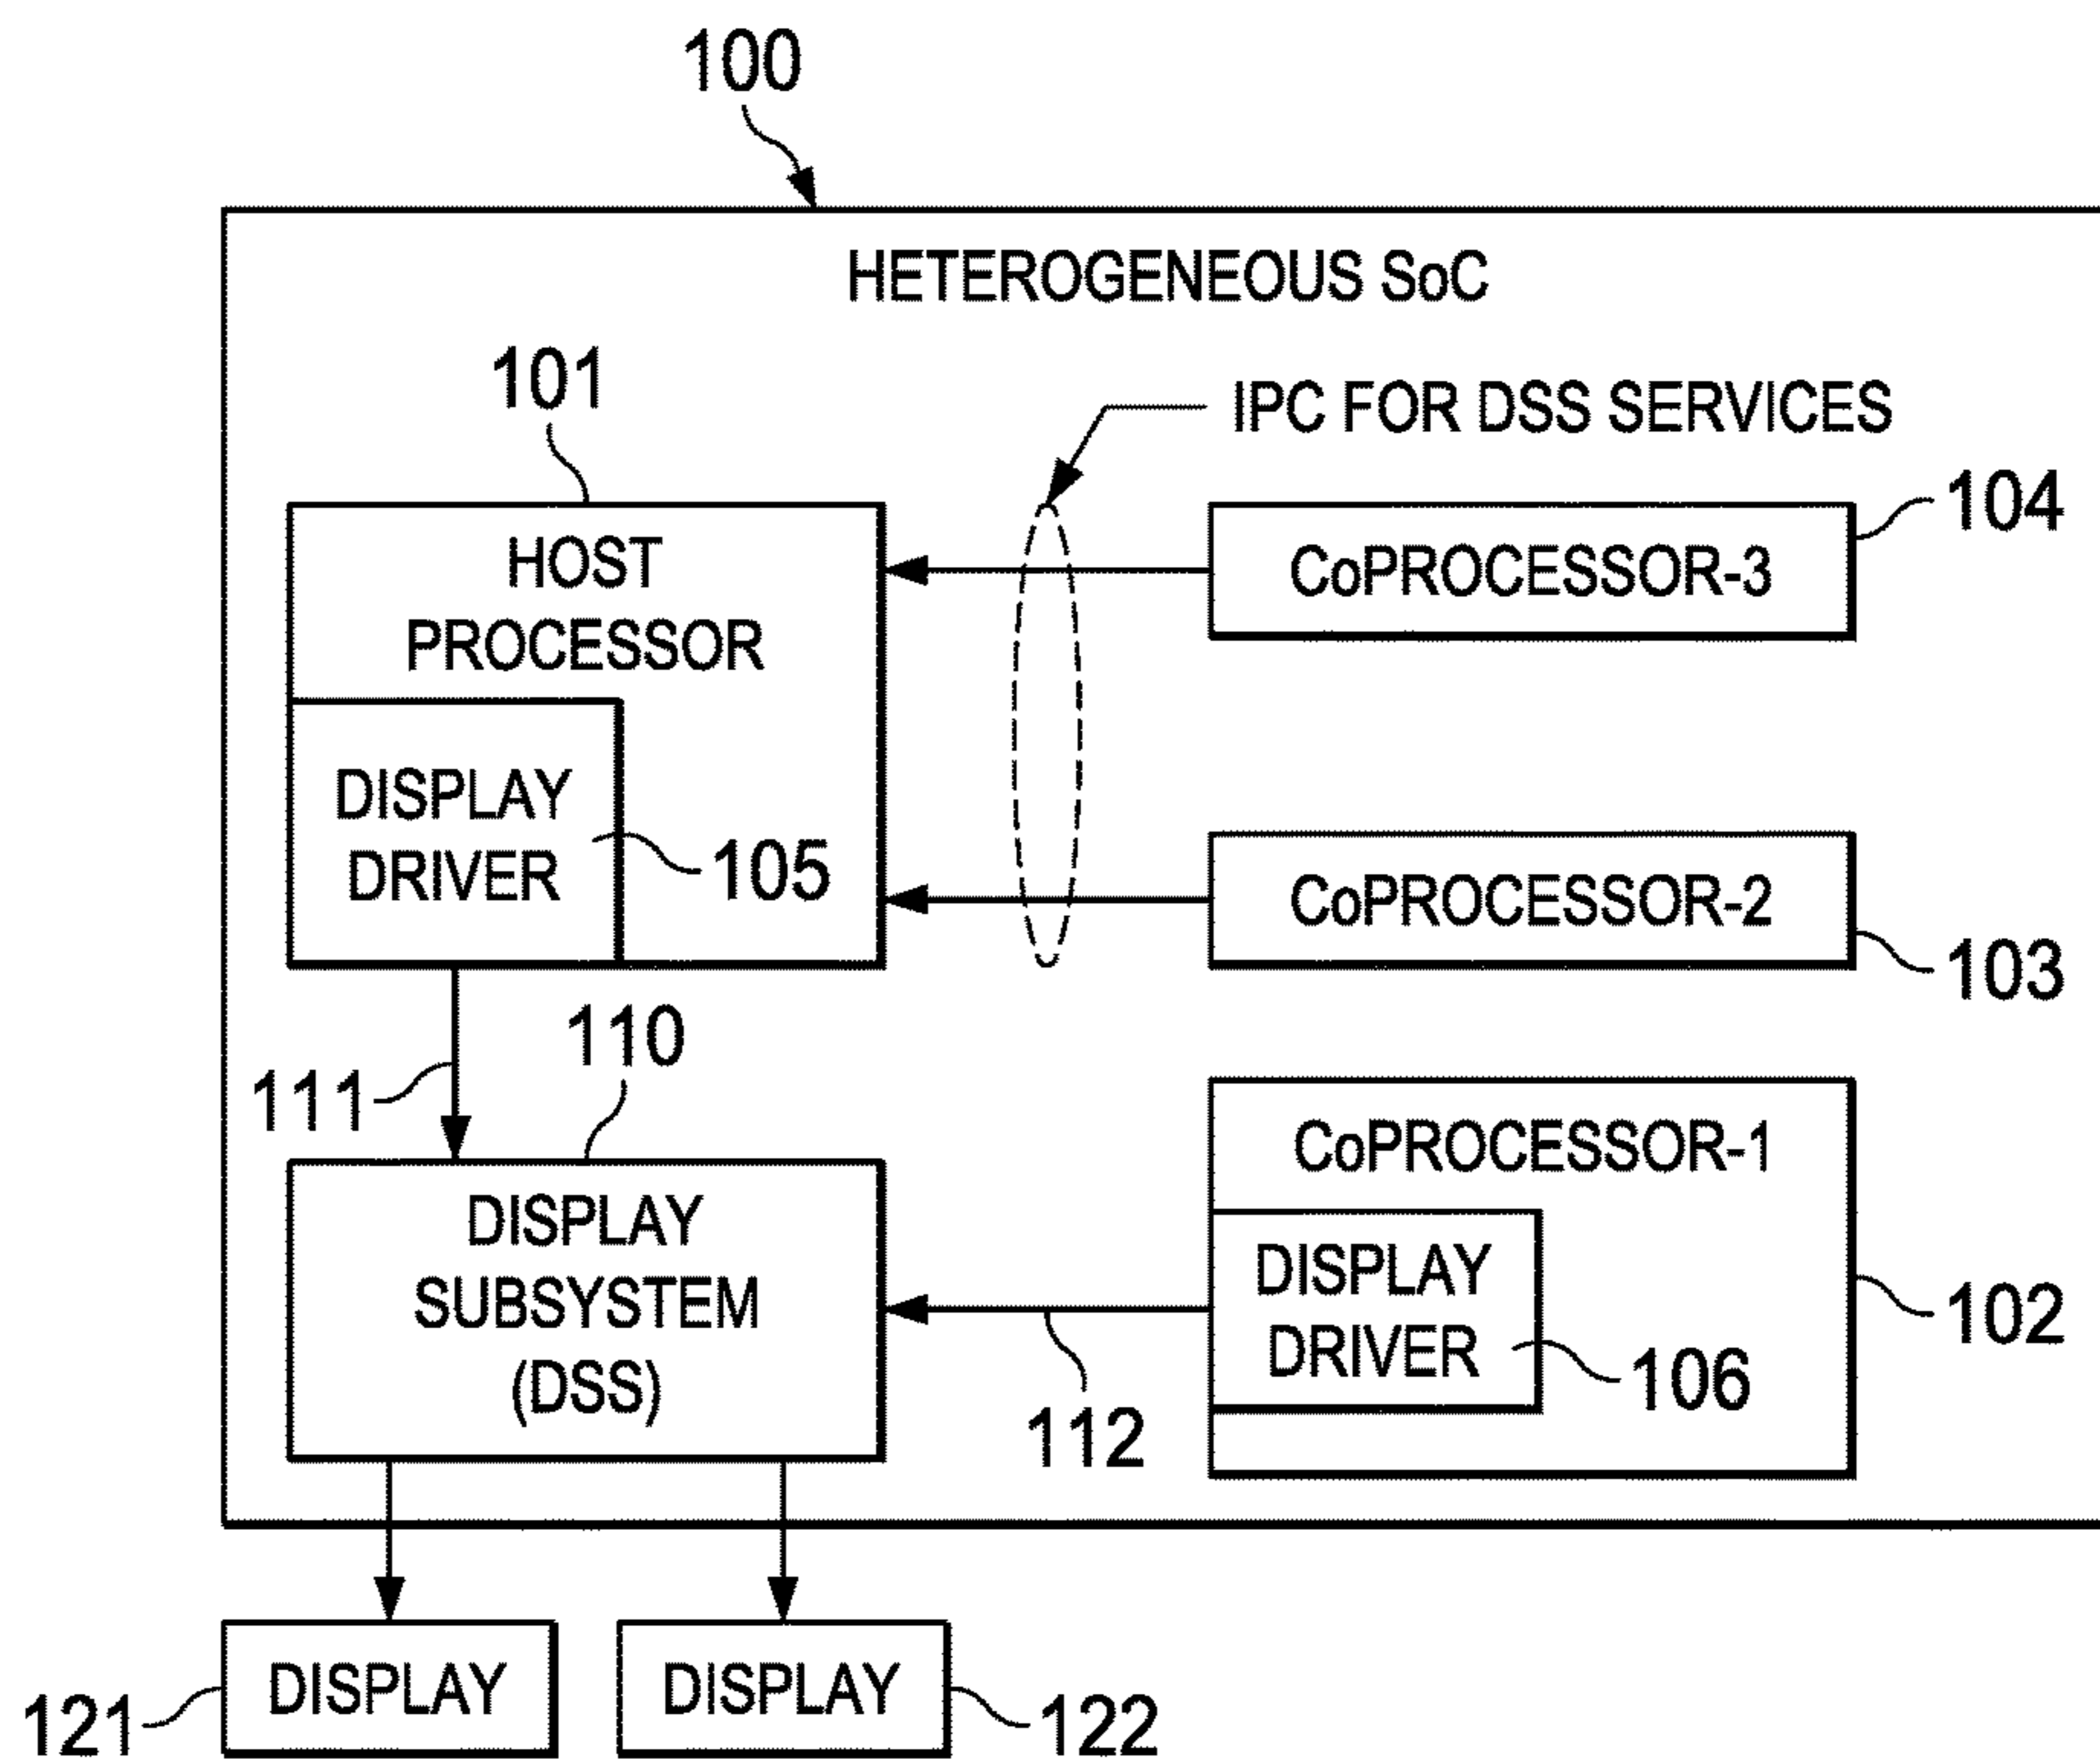 100
HETEROGENEOUS SoC
101
IPC FOR DSS SERVICES
HOST
PROCESSOR
CoPROCESSOR-3
104
DISPLAY
DRIVER
105
CoPROCESSOR-2
103
111
110
DISPLAY
SUBSYSTEM
(DSS)
CoPROCESSOR-1
DISPLAY
DRIVER
106
102
112
121
DISPLAY
DISPLAY
122